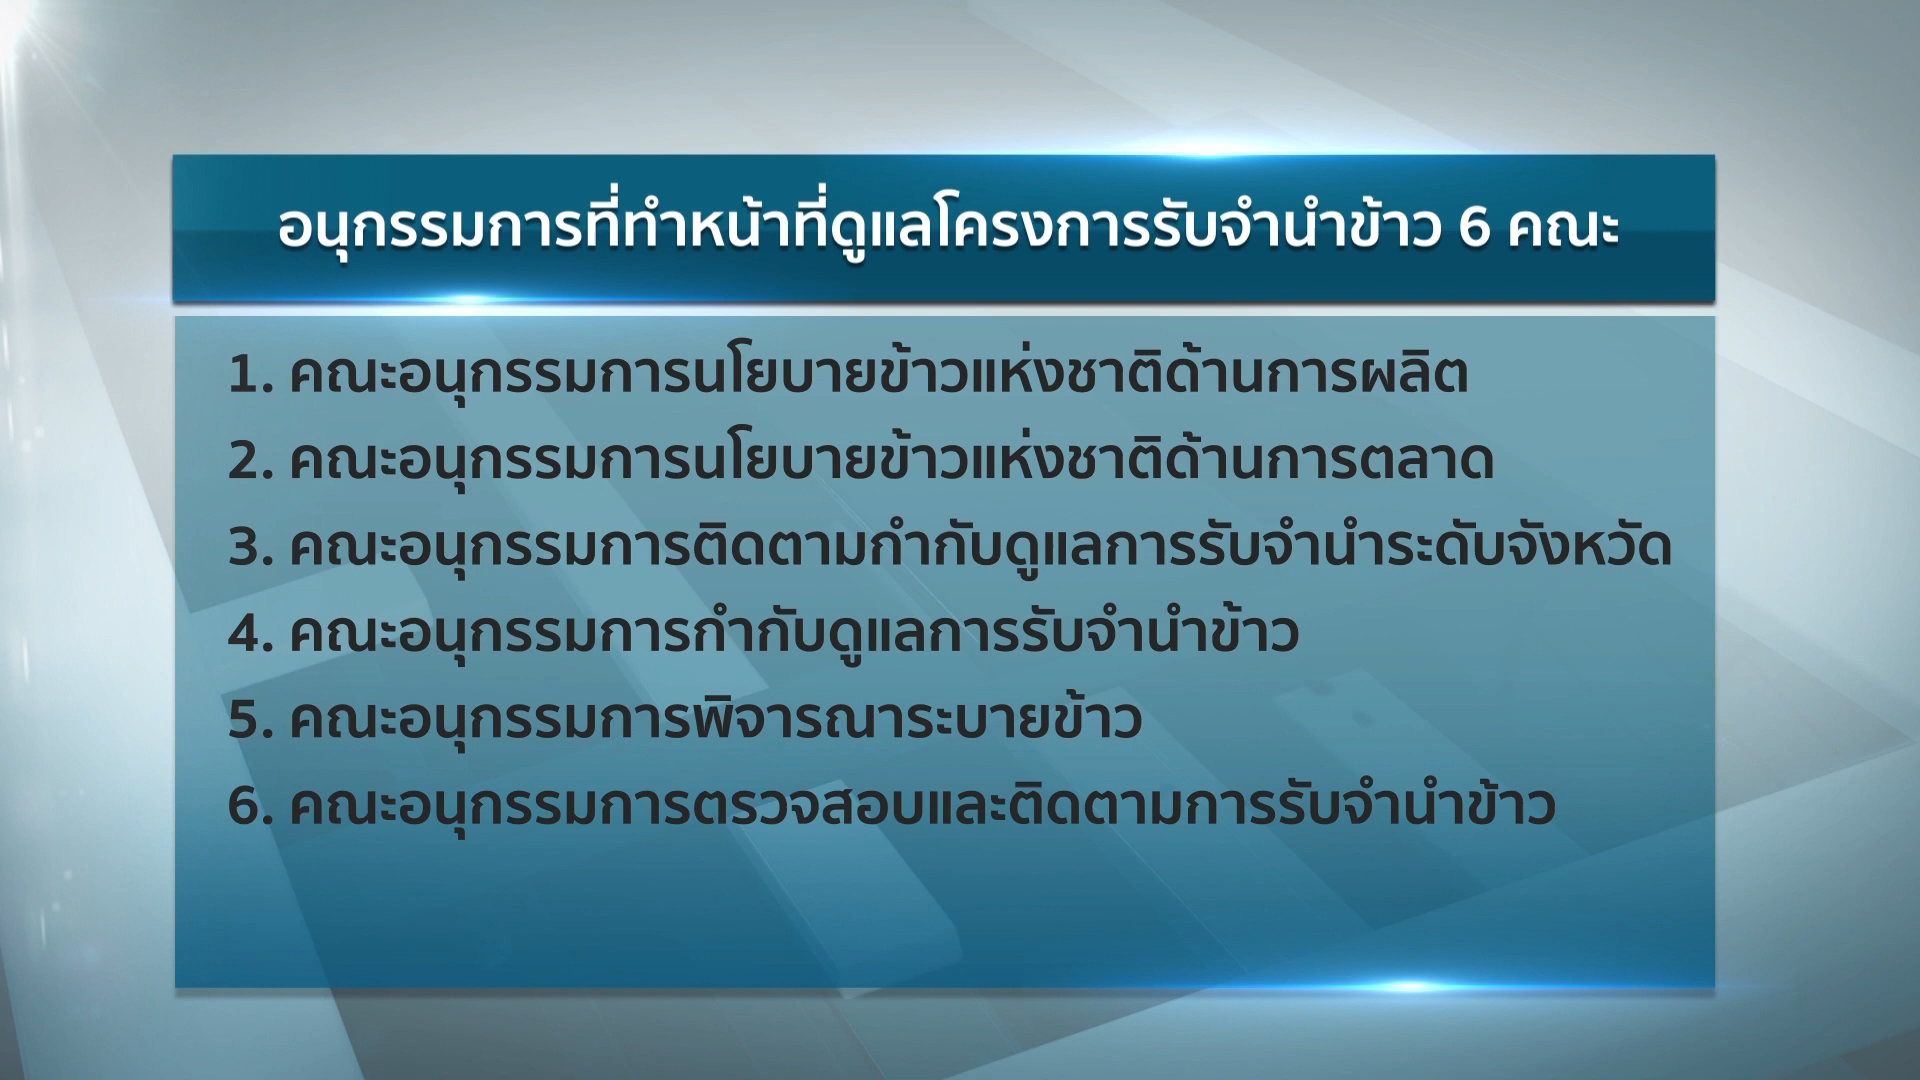 อนุกรรมการที่ทำหน้าที่ดูแลโครงการรับจำนำข้าว 6 คณะ
1. คณะอนุกรรมการนโยบายข้าวแห่งชาติด้านการผลิต
2. คณะอนุกรรมการนโยบายข้าวแห่งชาติด้านการตลาด
3. คณะอนุกรรมการติดตามกำกับดูแลการรับจำนำระดับจังหวัด
4. คณะอนุกรรมการกำกับดูแลการรับจำนำข้าว
5. คณะอนุกรรมการพิจารณาระบายข้าว
6. คณะอนุกรรมการตรวจสอบและติดตามการรับจำนำข้าว